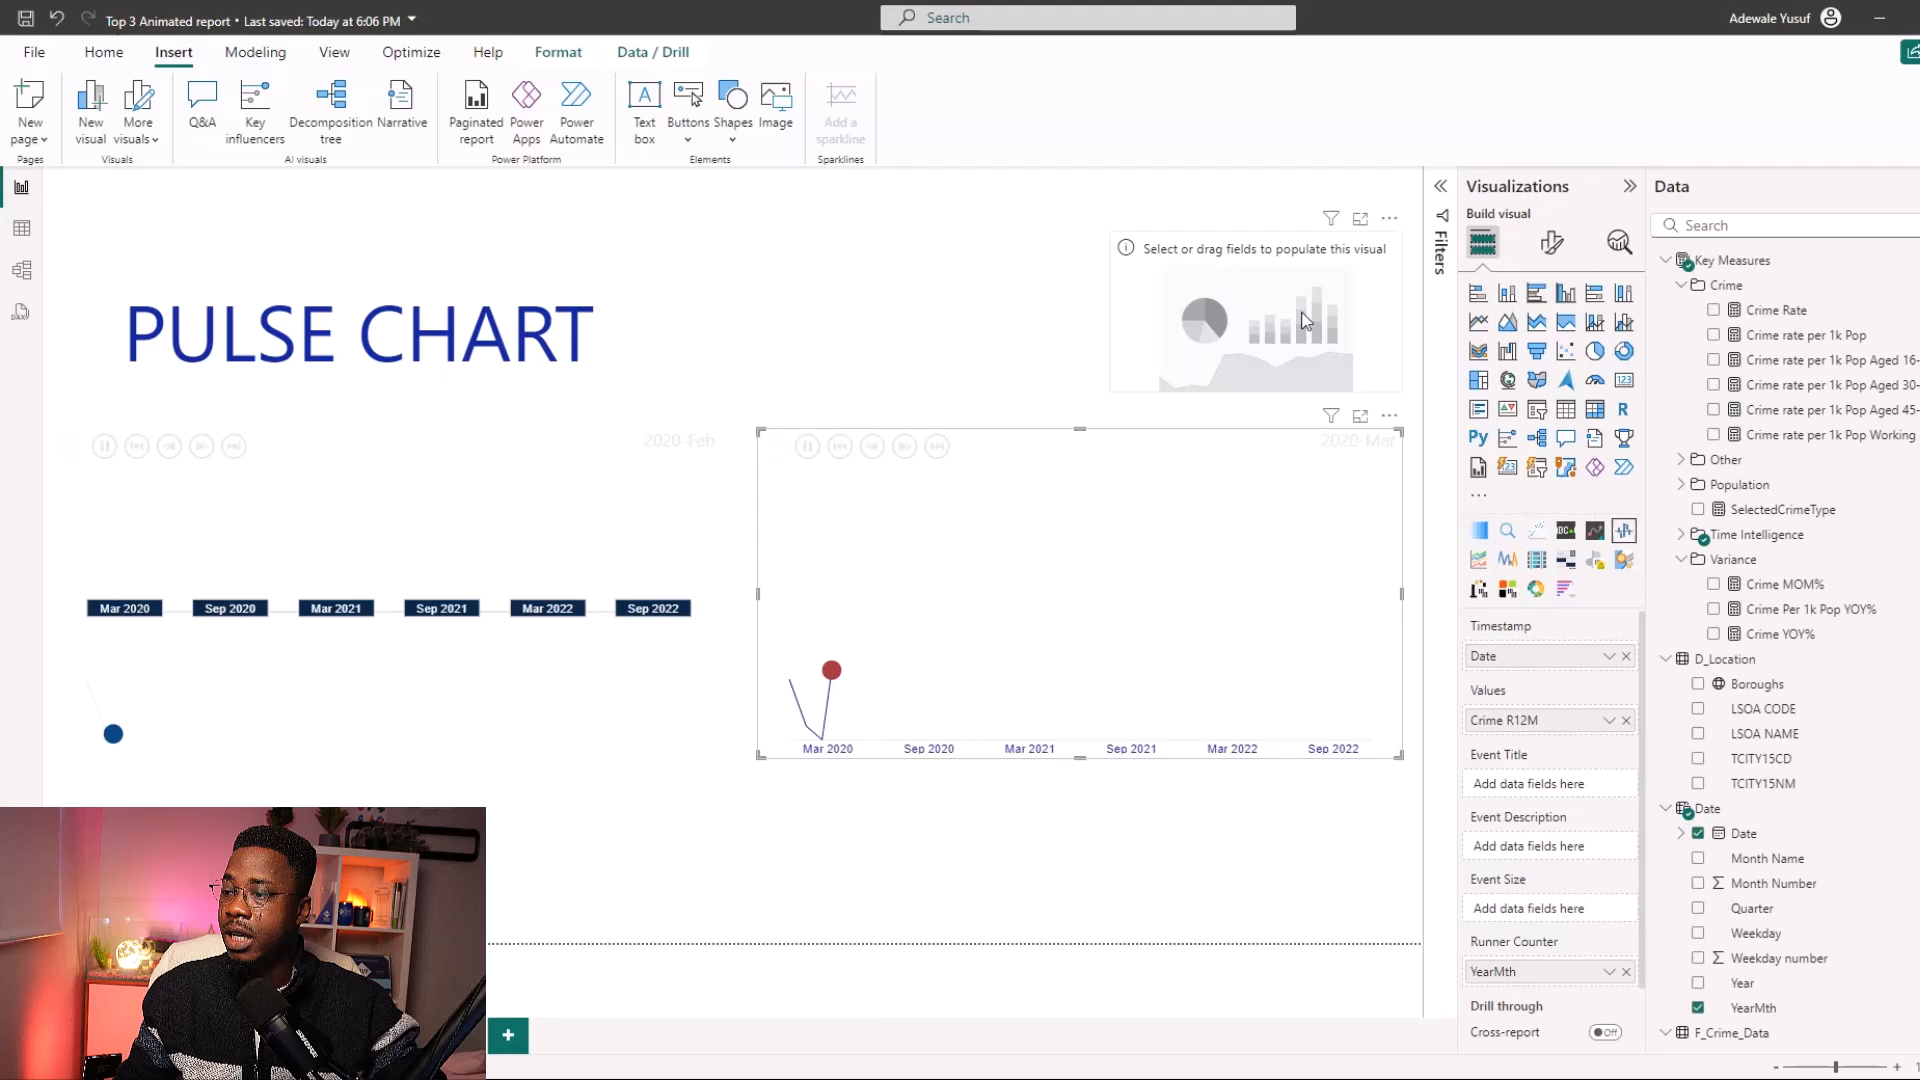 Top 3 Animated report • Last saved: Today at 6:06 PM
Search
Adewale Yusuf
File
Home
Insert
Modeling
View
Optimize
Help
Format
Data / Drill
New page
New visual
More visuals
Q&A
Key influencers
Decomposition tree
Narrative
Paginated report
Power Apps
Power Automate
Text box
Buttons
Shapes
Image
Add a sparkline
Pages
Visuals
AI visuals
Power Platform
Elements
Sparklines
PULSE CHART
Select or drag fields to populate this visual
2020-Feb
Mar 2020
Sep 2020
Mar 2021
Sep 2021
Mar 2022
Sep 2022
2020-Mar
Mar 2020
Sep 2020
Mar 2021
Sep 2021
Mar 2022
Sep 2022
Filters
Visualizations
Build visual
123
R
Py
123
Timestamp
Date
Values
Crime R12M
Event Title
Add data fields here
Event Description
Add data fields here
Event Size
Add data fields here
Runner Counter
YearMth
Drill through
Cross-report
Off
Data
Search
Key Measures
Crime
Crime Rate
Crime rate per 1k Pop
Crime rate per 1k Pop Aged 16-
Crime rate per 1k Pop Aged 30-
Crime rate per 1k Pop Aged 45-
Crime rate per 1k Pop Working
Other
Population
SelectedCrimeType
Time Intelligence
Variance
Crime MOM%
Crime Per 1k Pop YOY%
Crime YOY%
D_Location
Boroughs
LSOA CODE
LSOA NAME
TCITY15CD
TCITY15NM
Date
Date
Month Name
Month Number
Quarter
Weekday
Weekday number
Year
YearMth
F_Crime_Data